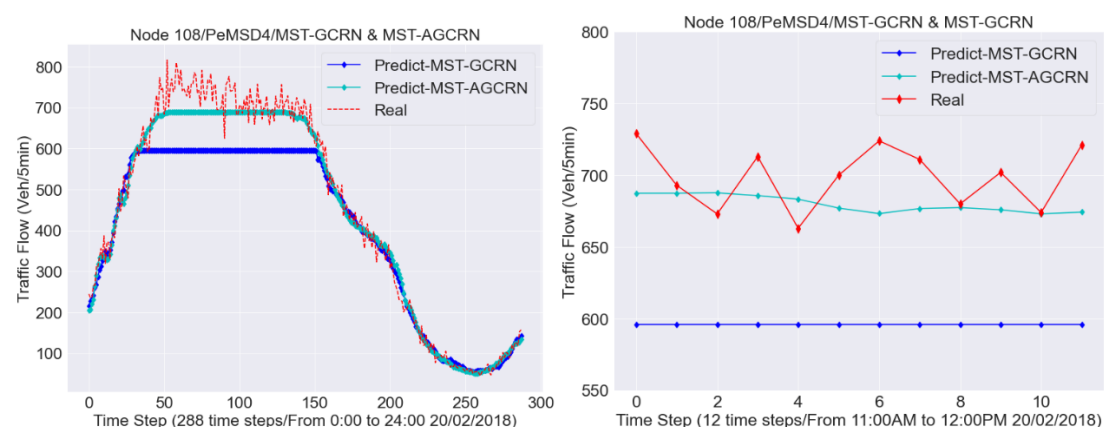 Node 108/PeMSD4/MST-GCRN & MST-AGCRN
Predict-MST-GCRN
Predict-MST-AGCRN
Real
800
700
600
500
400
300
200
100
Traffic Flow (Veh/5min)
0
50
100
150
200
250
300
Time Step (288 time steps/From 0:00 to 24:00 20/02/2018)
Node 108/PeMSD4/MST-GCRN & MST-GCRN
Predict-MST-GCRN
Predict-MST-AGCRN
Real
800
750
700
650
600
550
Traffic Flow (Veh/5min)
0
2
4
6
8
10
Time Step (12 time steps/From 11:00AM to 12:00PM 20/02/2018)